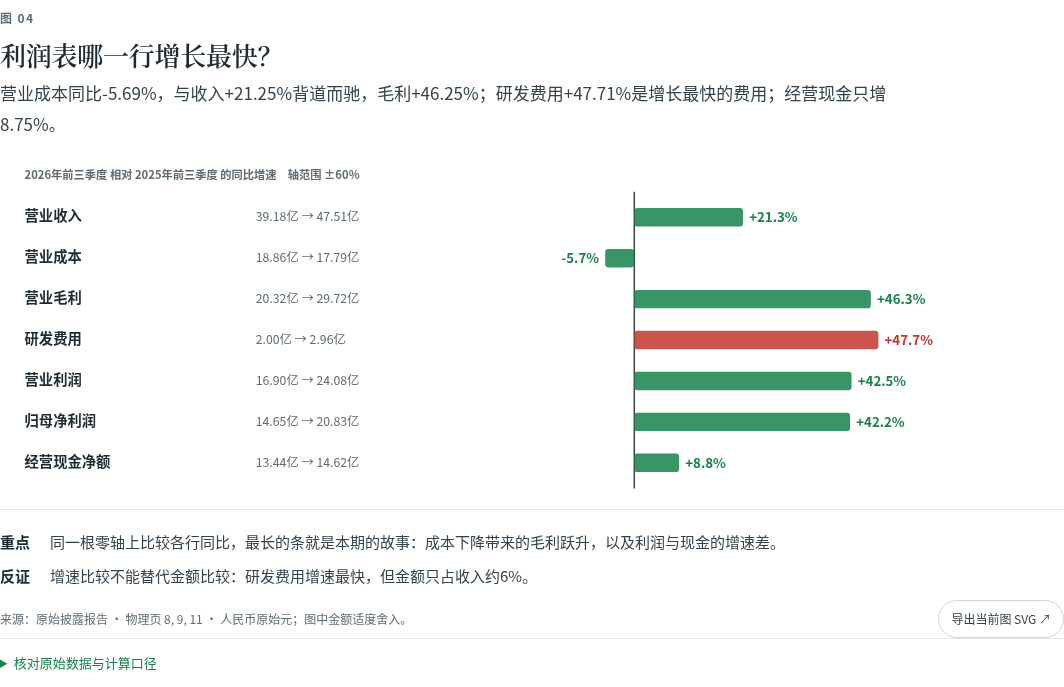 图 04
利润表哪一行增长最快？
营业成本同比-5.69%，与收入+21.25%背道而驰，毛利+46.25%；研发费用+47.71%是增长最快的费用；经营现金只增
8.75%。
2026年前三季度 相对 2025年前三季度 的同比增速 轴范围 ±60%
营业收入 39.18亿 → 47.51亿 +21.3%
营业成本 18.86亿 → 17.79亿 -5.7%
营业毛利 20.32亿 → 29.72亿 +46.3%
研发费用 2.00亿 → 2.96亿 +47.7%
营业利润 16.90亿 → 24.08亿 +42.5%
归母净利润 14.65亿 → 20.83亿 +42.2%
经营现金净额 13.44亿 → 14.62亿 +8.8%
重点 同一根零轴上比较各行同比，最长的条就是本期的故事：成本下降带来的毛利跃升，以及利润与现金的增速差。
反证 增速比较不能替代金额比较：研发费用增速最快，但金额只占收入约6%。
来源：原始披露报告 · 物理页 8, 9, 11 · 人民币原始元；图中金额适度舍入。
导出当前图 SVG ↗
▶ 核对原始数据与计算口径